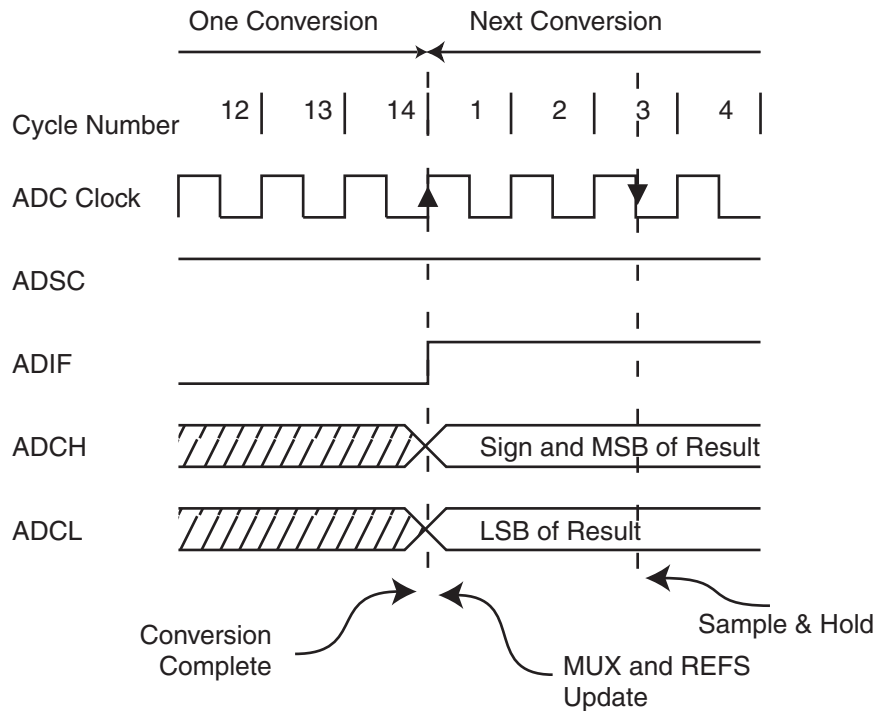 One Conversion
Next Conversion
Cycle Number
12
13
14
1
2
3
4
ADC Clock
ADSC
ADIF
ADCH
Sign and MSB of Result
ADCL
LSB of Result
Conversion
Complete
MUX and REFS
Update
Sample & Hold